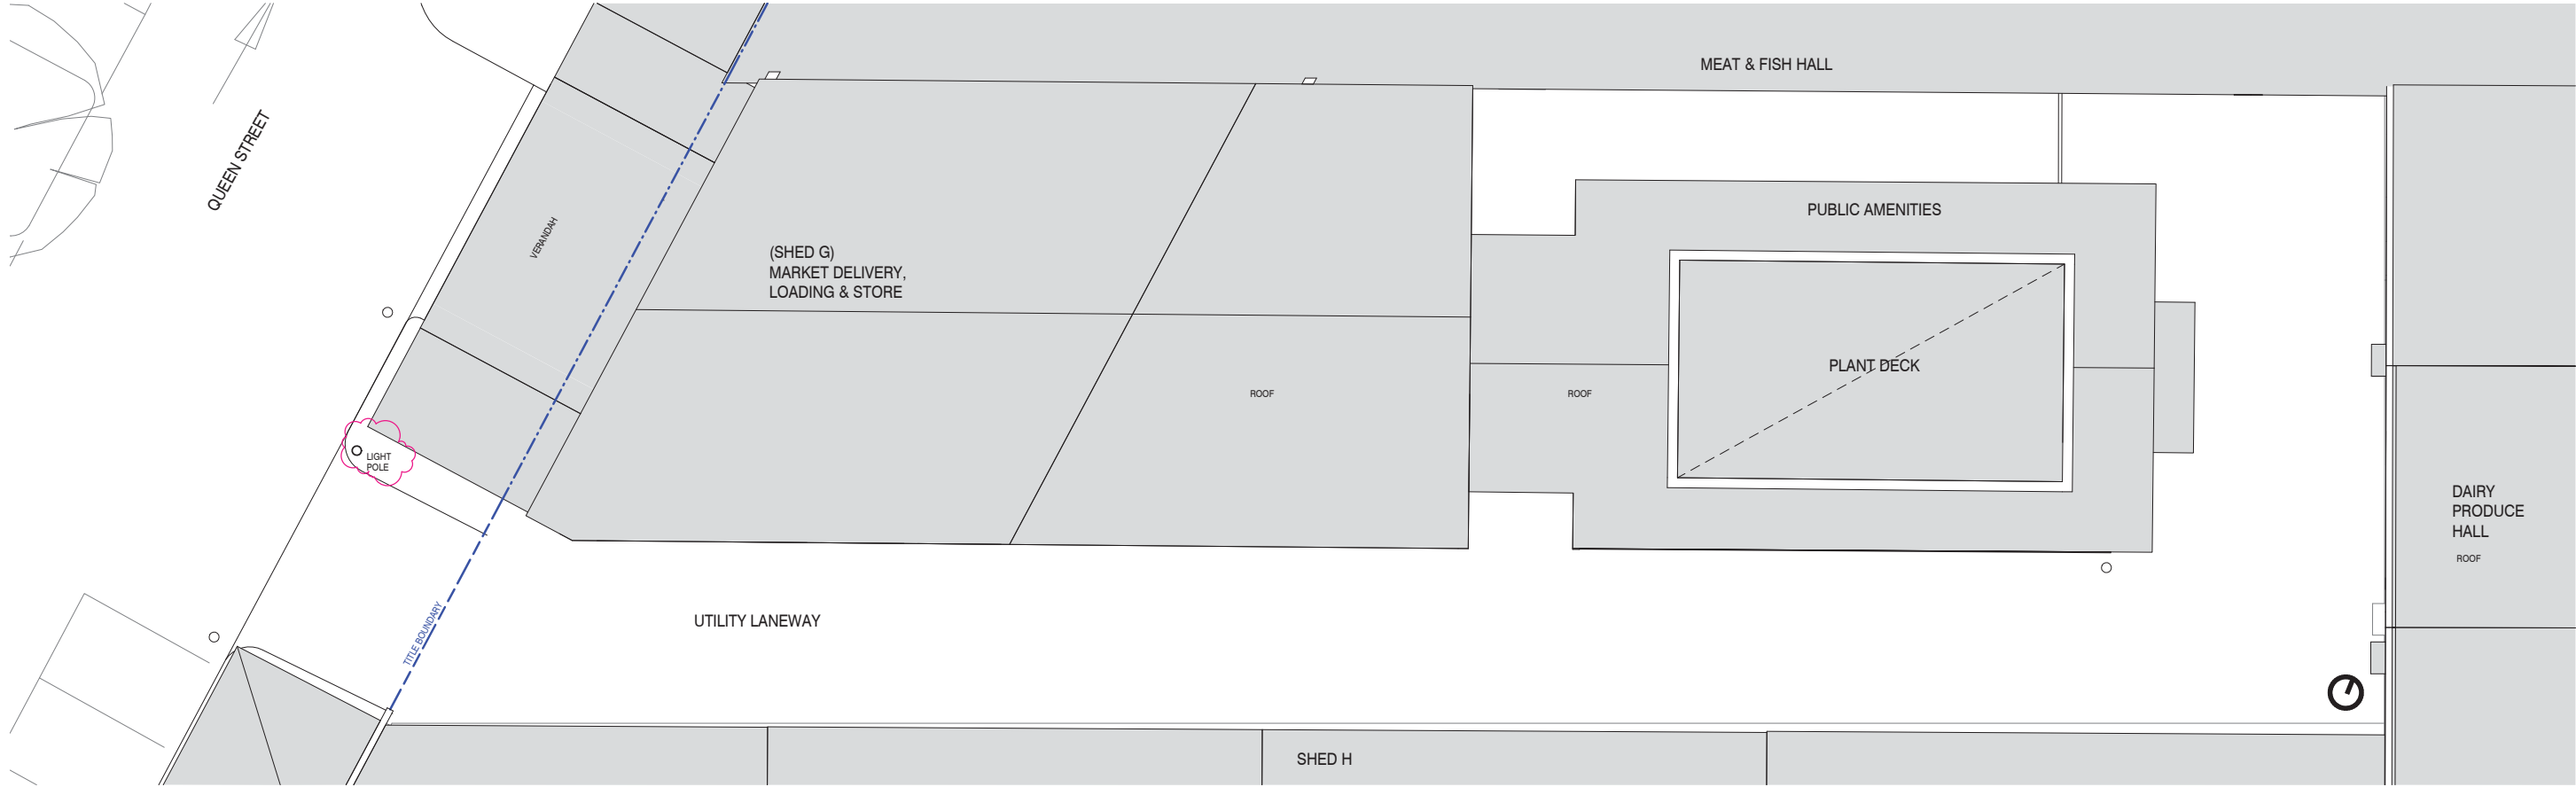 MEAT & FISH HALL
QUEEN STREET
VERANDAH
PUBLIC AMENITIES
(SHED G)
MARKET DELIVERY,
LOADING & STORE
PLANT DECK
ROOF
ROOF
LIGHT
POLE
DAIRY
PRODUCE
HALL
ROOF
UTILITY LANEWAY
TITLE BOUNDARY
SHED H